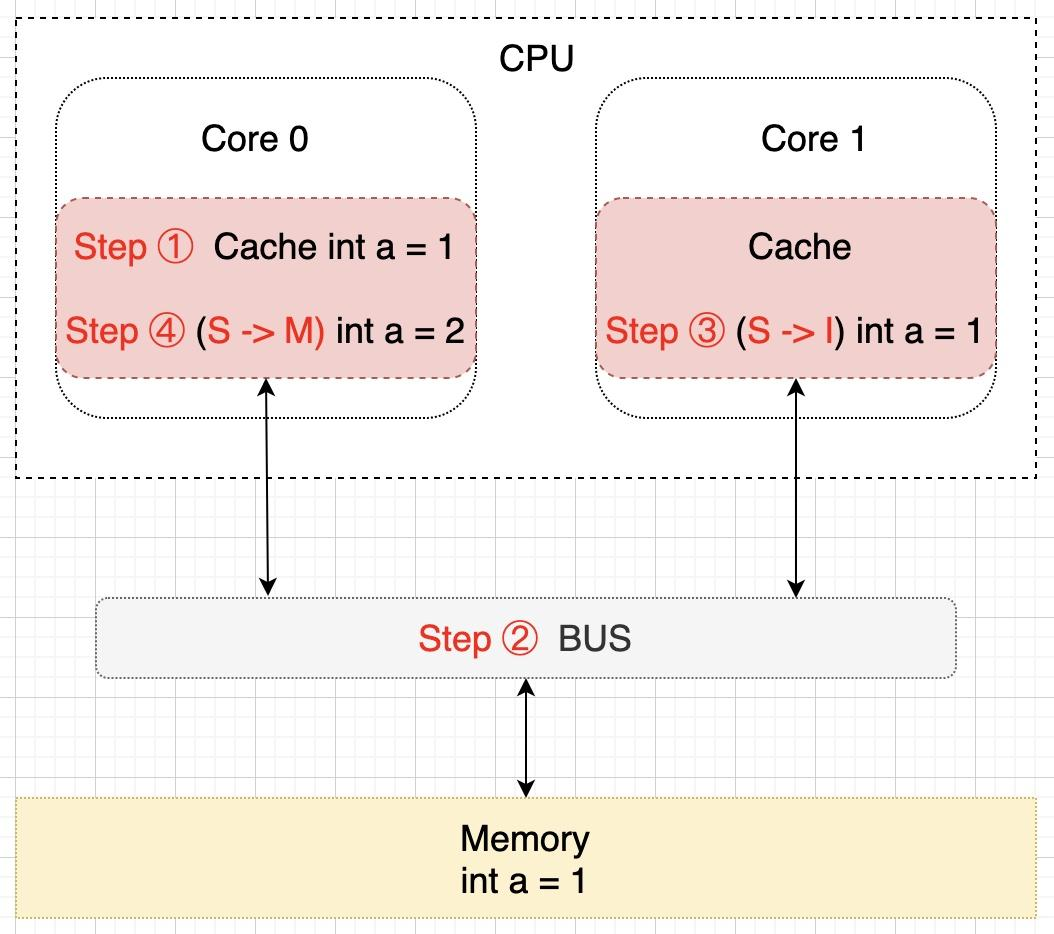 CPU
Core 0
Core 1
Step ① Cache int a = 1
Cache
Step ④ (S -> M) int a = 2
Step ③ (S -> I) int a = 1
Step ② BUS
Memory
int a = 1